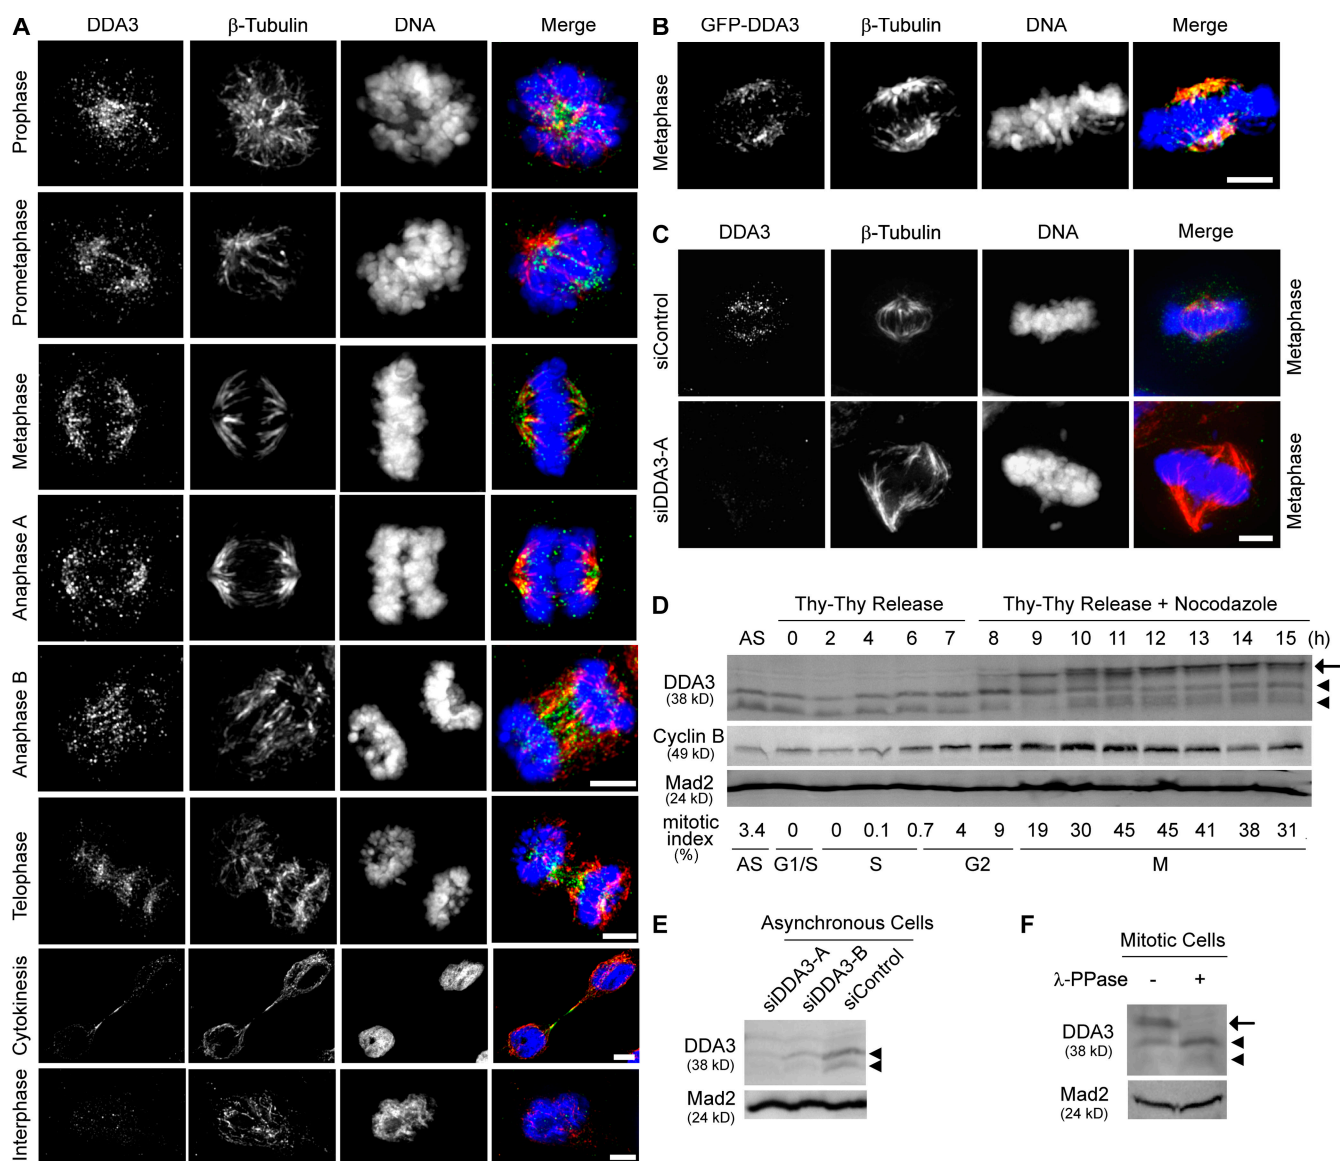 A
DDA3 β-Tubulin DNA Merge
Prophase
Prometaphase
Metaphase
Anaphase A
Anaphase B
Telophase
Cytokinesis
Interphase
B
GFP-DDA3 β-Tubulin DNA Merge
Metaphase
C
DDA3 β-Tubulin DNA Merge
siControl
Metaphase
siDDA3-A
Metaphase
D
Thy-Thy Release Thy-Thy Release + Nocodazole
AS 0 2 4 6 7 8 9 10 11 12 13 14 15 (h)
DDA3
(38 kD)
Cyclin B
(49 kD)
Mad2
(24 kD)
mitotic
index
(%)
3.4 0 0 0.1 0.7 4 9 19 30 45 45 41 38 31
AS G1/S S G2 M
E
Asynchronous Cells
siDDA3-A
siDDA3-B
siControl
DDA3
(38 kD)
Mad2
(24 kD)
F
Mitotic Cells
λ-PPase - +
DDA3
(38 kD)
Mad2
(24 kD)